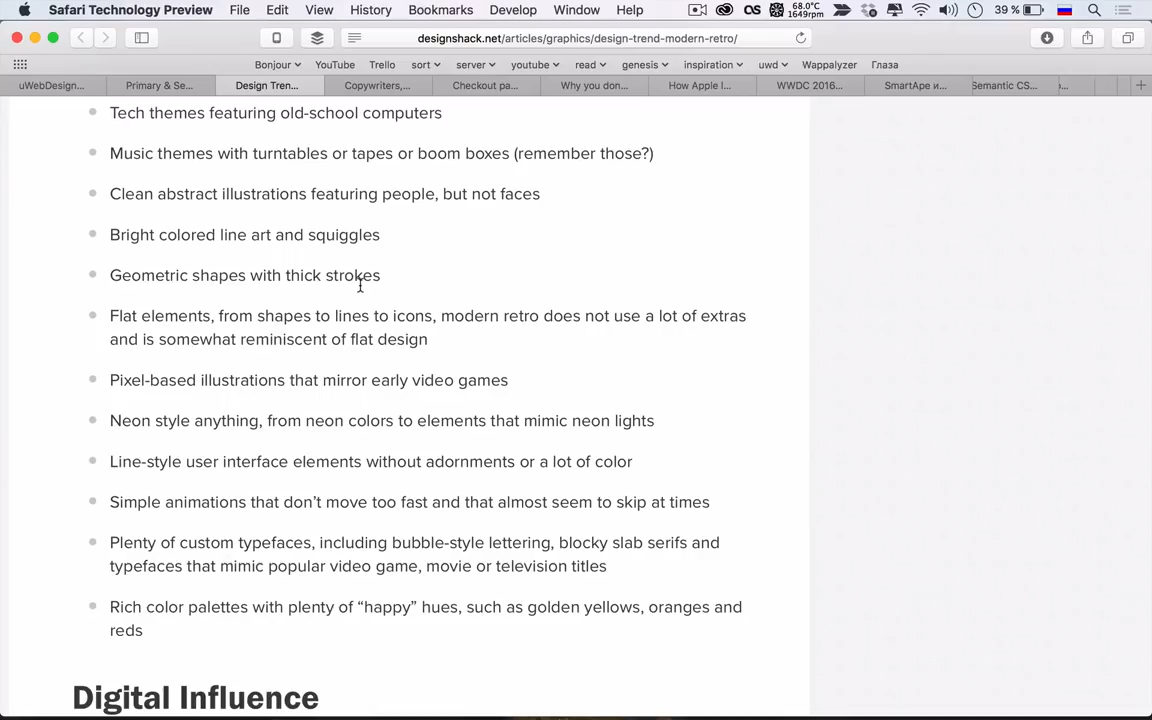 Safari Technology Preview File Edit View History Bookmarks Develop Window Help 68.0°C 1649rpm 39 %
designshack.net/articles/graphics/design-trend-modern-retro/
Bonjour YouTube Trello sort server youtube read genesis inspiration uwd Wappalyzer Глаза
uWebDesign... Primary & Se... Design Tren... Copywriters,... Checkout pa... Why you don... How Apple l... WWDC 2016... SmartApe и... Semantic CS...
Tech themes featuring old-school computers
Music themes with turntables or tapes or boom boxes (remember those?)
Clean abstract illustrations featuring people, but not faces
Bright colored line art and squiggles
Geometric shapes with thick strokes
Flat elements, from shapes to lines to icons, modern retro does not use a lot of extras
and is somewhat reminiscent of flat design
Pixel-based illustrations that mirror early video games
Neon style anything, from neon colors to elements that mimic neon lights
Line-style user interface elements without adornments or a lot of color
Simple animations that don’t move too fast and that almost seem to skip at times
Plenty of custom typefaces, including bubble-style lettering, blocky slab serifs and
typefaces that mimic popular video game, movie or television titles
Rich color palettes with plenty of “happy” hues, such as golden yellows, oranges and
reds
Digital Influence